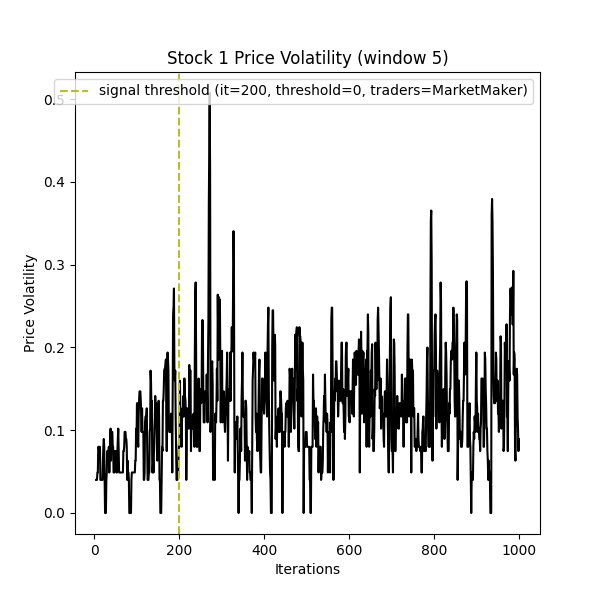 Stock 1 Price Volatility (window 5)
signal threshold (it=200, threshold=0, traders=MarketMaker)
0.5
0.4
0.3
0.2
0.1
0.0
Price Volatility
0 200 400 600 800 1000
Iterations